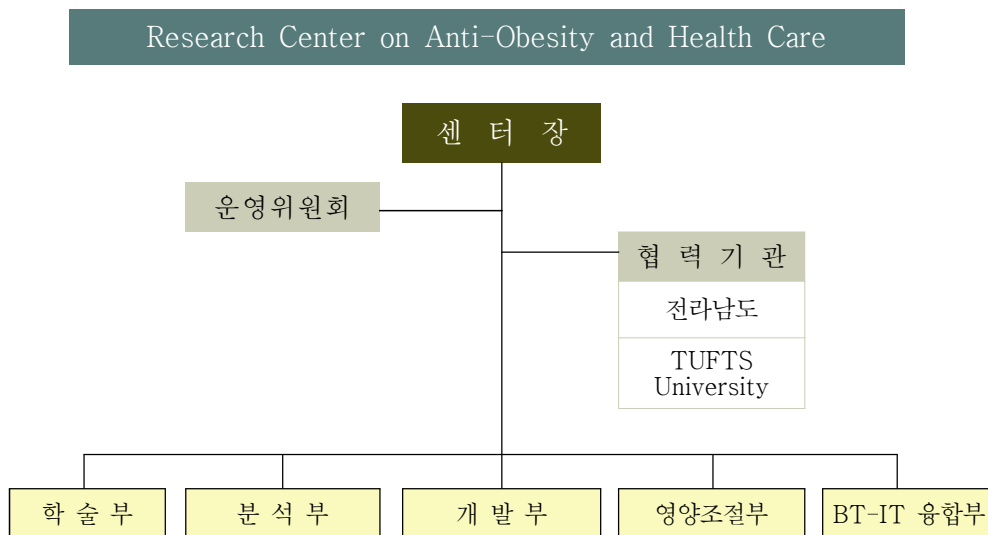 Research Center on Anti-Obesity and Health Care
센 터 장
운영위원회
협 력 기 관
전라남도
TUFTS
University
학 술 부
분 석 부
개 발 부
영양조절부
BT-IT 융합부